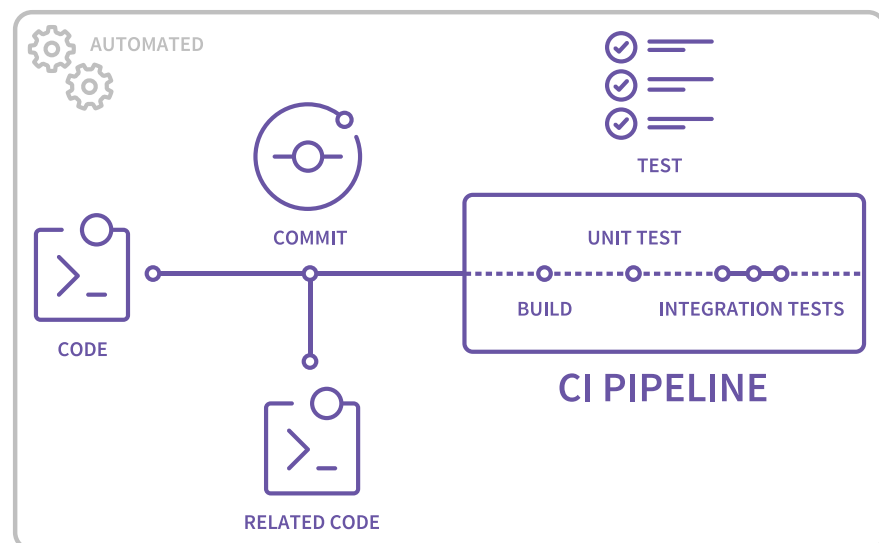 AUTOMATED
TEST
COMMIT
UNIT TEST
BUILD
INTEGRATION TESTS
CODE
CI PIPELINE
RELATED CODE